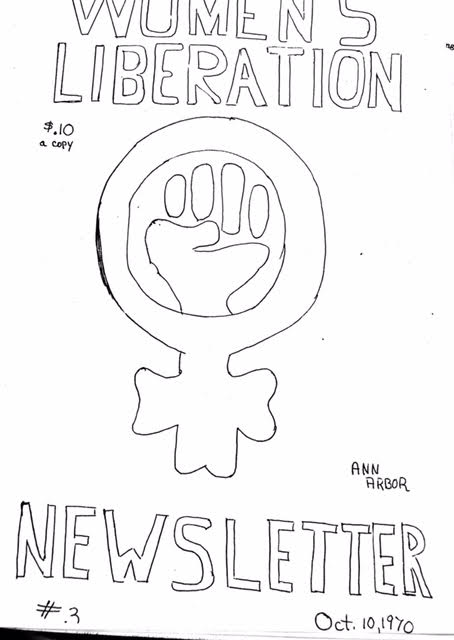 WOMEN'S
LIBERATION
$.10
a copy
ANN
ARBOR
NEWSLETTER
#.3
Oct. 10, 1970